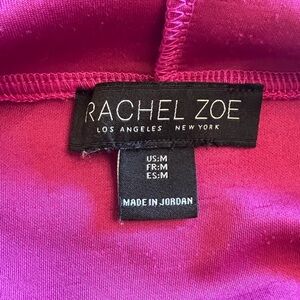 RACHEL ZOE
LOS ANGELES NEW YORK
US:M
FR:M
ES:M
MADE IN JORDAN